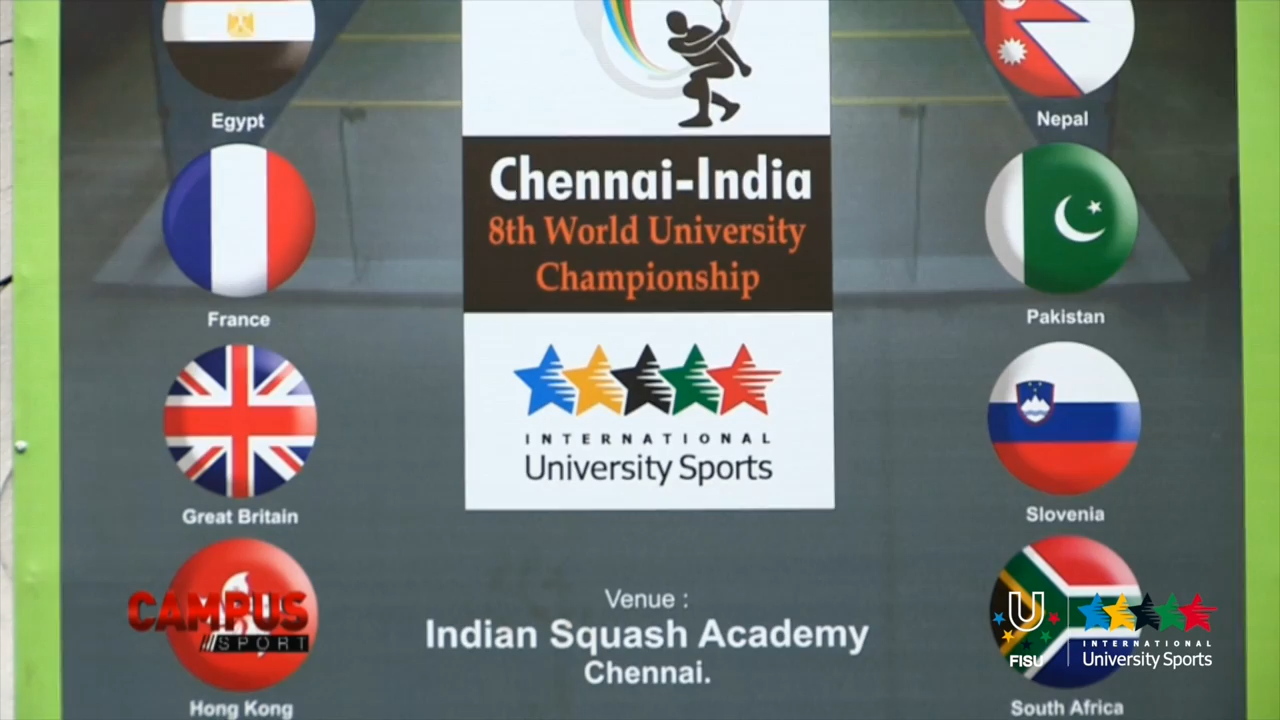 Egypt
France
Great Britain
CAMPUS
SPORT
Hong Kong
Chennai-India
8th World University
Championship
INTERNATIONAL
University Sports
Venue :
Indian Squash Academy
Chennai.
Nepal
Pakistan
Slovenia
U
FISU
INTERNATIONAL
University Sports
South Africa